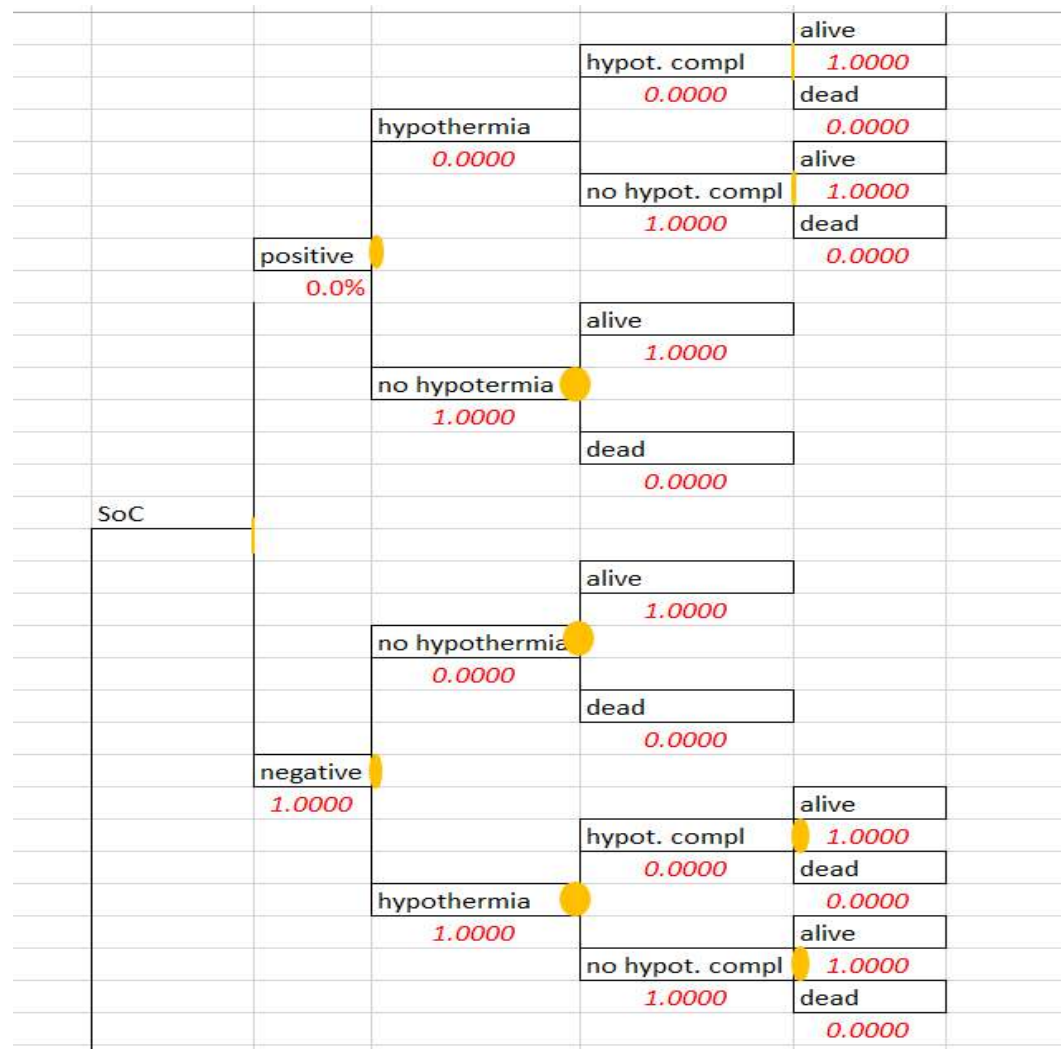 alive
hypot. compl 1.0000
0.0000 dead
hypothermia 0.0000
0.0000 alive
no hypot. compl 1.0000
1.0000 dead
positive 0.0000
0.0%
alive
1.0000
no hypotermia
1.0000
dead
0.0000
SoC
alive
1.0000
no hypothermia
0.0000
dead
0.0000
negative
1.0000 alive
hypot. compl 1.0000
0.0000 dead
hypothermia 0.0000
1.0000 alive
no hypot. compl 1.0000
1.0000 dead
0.0000